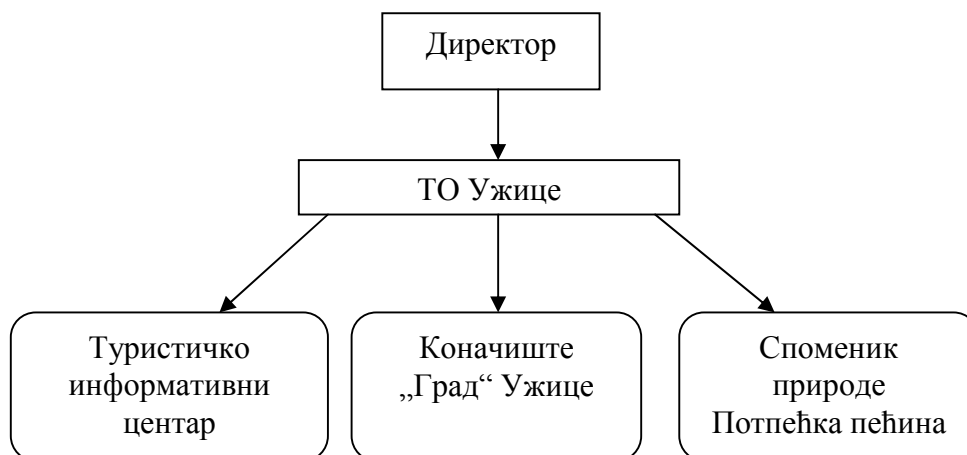 Директор
ТО Ужице
Туристичко
информативни
центар
Коначиште
„Град“ Ужице
Споменик
природе
Потпећка пећина